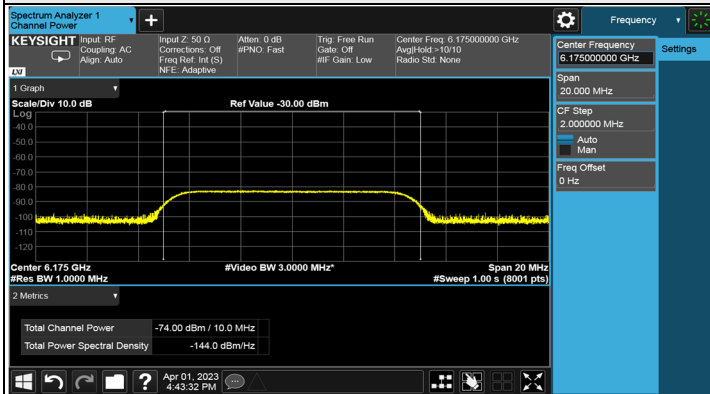 Spectrum Analyzer 1
Channel Power
+
Frequency
KEYSIGHT
Input: RF
Coupling: AC
Align: Auto
Input Z: 50 Ω
Corrections: Off
Freq Ref: Int (S)
NFE: Adaptive
Atten: 0 dB
#PNO: Fast
Trig: Free Run
Gate: Off
#IF Gain: Low
Center Freq: 6.175000000 GHz
Avg|Hold:>10/10
Radio Std: None
LXI
1 Graph
Scale/Div 10.0 dB
Ref Value -30.00 dBm
Log
-40.0
-50.0
-60.0
-70.0
-80.0
-90.0
-100
-110
-120
Center 6.175 GHz
#Video BW 3.0000 MHz*
Span 20 MHz
#Res BW 1.0000 MHz
#Sweep 1.00 s (8001 pts)
2 Metrics
Total Channel Power -74.00 dBm / 10.0 MHz
Total Power Spectral Density -144.0 dBm/Hz
Center Frequency
6.175000000 GHz
Settings
Span
20.000 MHz
CF Step
2.000000 MHz
Auto
Man
Freq Offset
0 Hz
?
Apr 01, 2023
4:43:32 PM